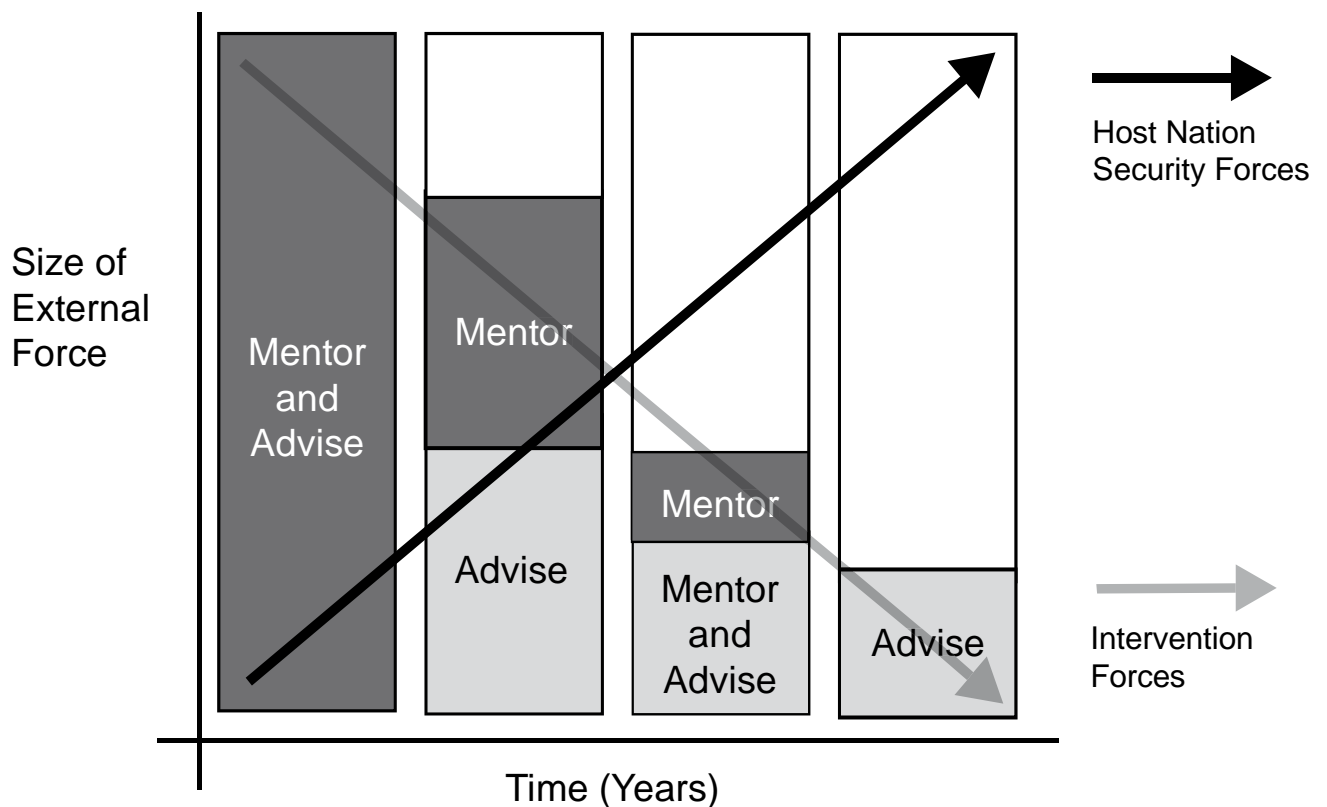 Size of
External
Force
Mentor
and
Advise
Mentor
Advise
Mentor
Mentor
and
Advise
Advise
Host Nation
Security Forces
Intervention
Forces
Time (Years)